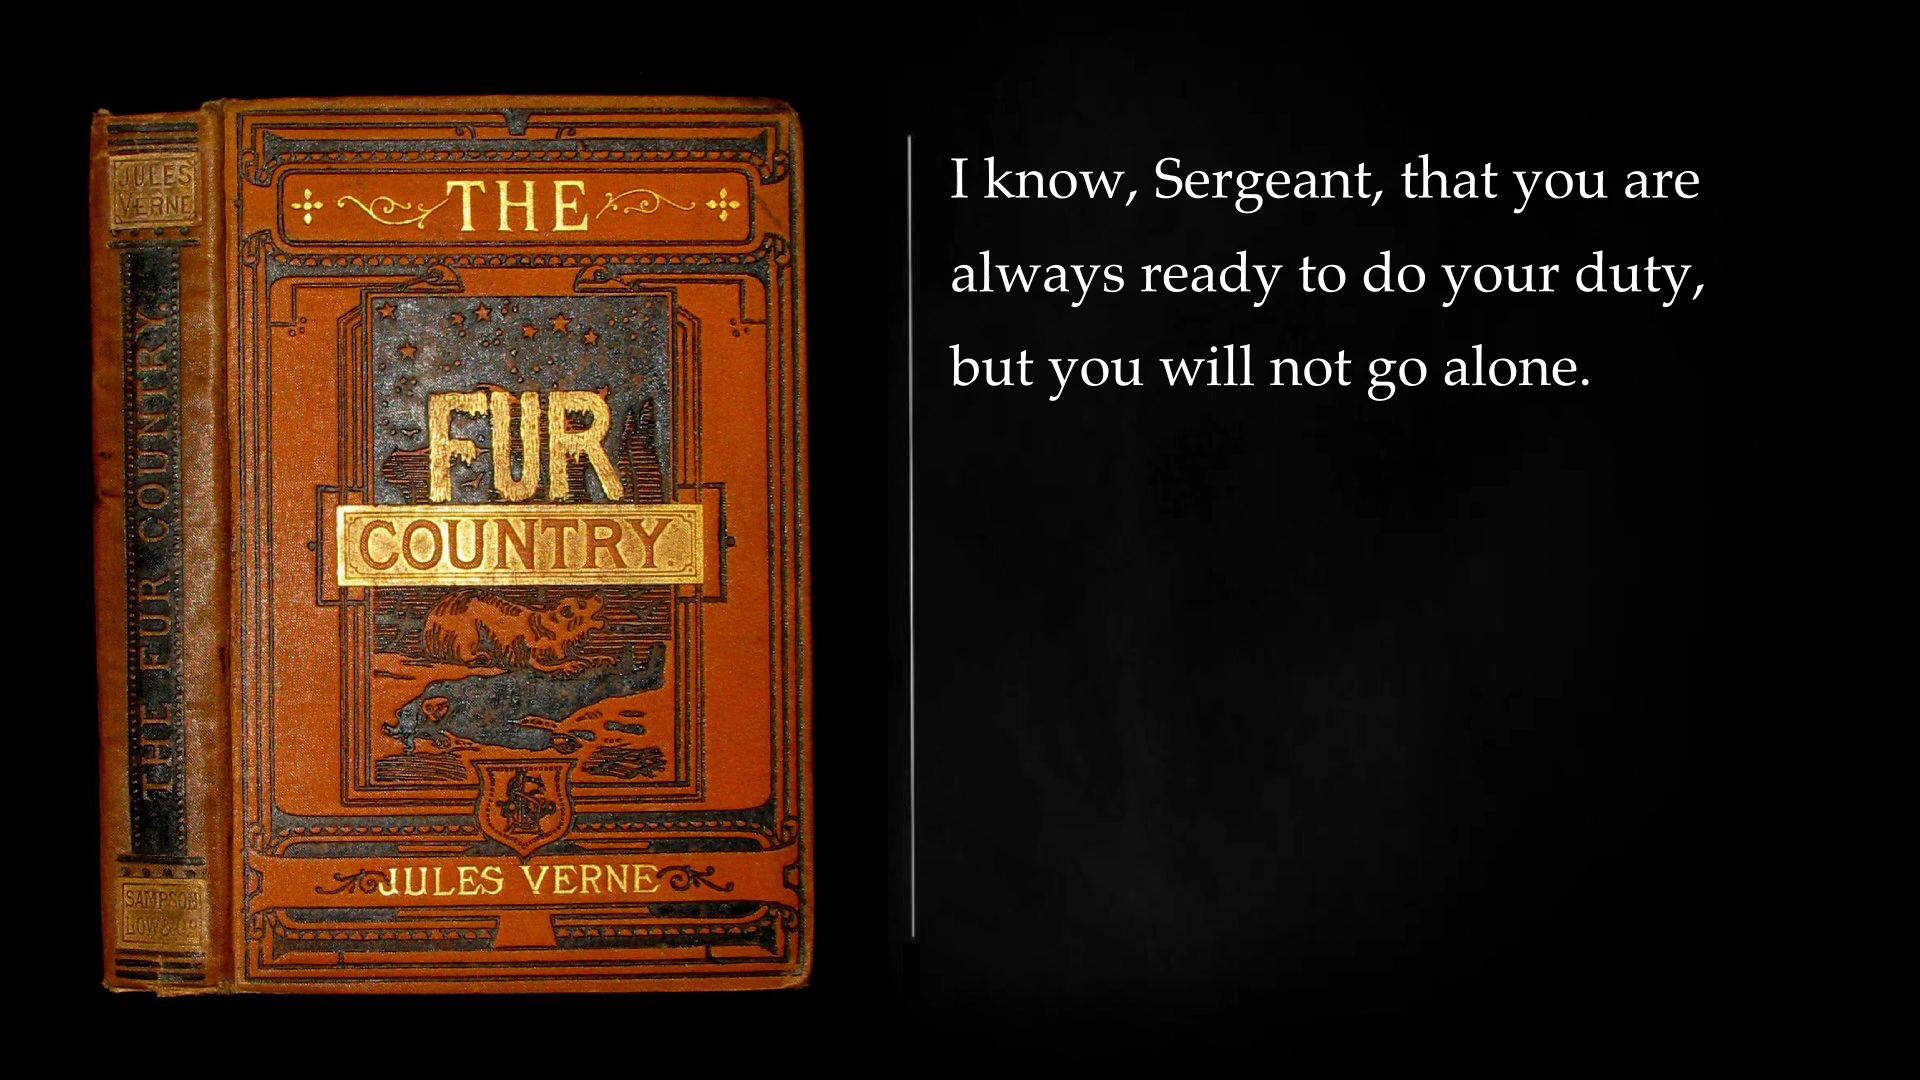 JULES
VERNE
THE FUR COUNTRY.
SAMPSON
LOW & Co
THE
FUR
COUNTRY.
JULES VERNE
I know, Sergeant, that you are
always ready to do your duty,
but you will not go alone.